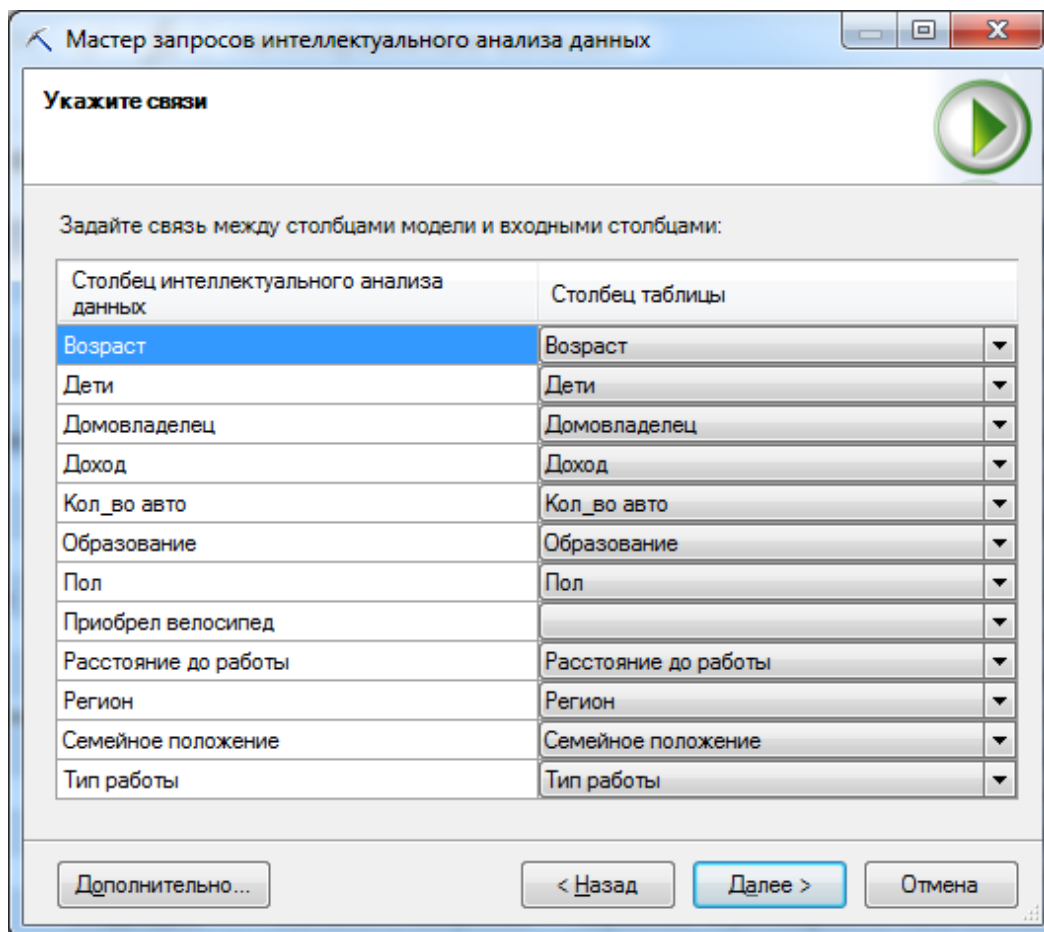 Мастер запросов интеллектуального анализа данных
Укажите связи
Задайте связь между столбцами модели и входными столбцами:
Столбец интеллектуального анализа
данных
Столбец таблицы
Возраст Возраст
Дети Дети
Домовладелец Домовладелец
Доход Доход
Кол_во авто Кол_во авто
Образование Образование
Пол Пол
Приобрел велосипед
Расстояние до работы Расстояние до работы
Регион Регион
Семейное положение Семейное положение
Тип работы Тип работы
Дополнительно... < Назад Далее > Отмена